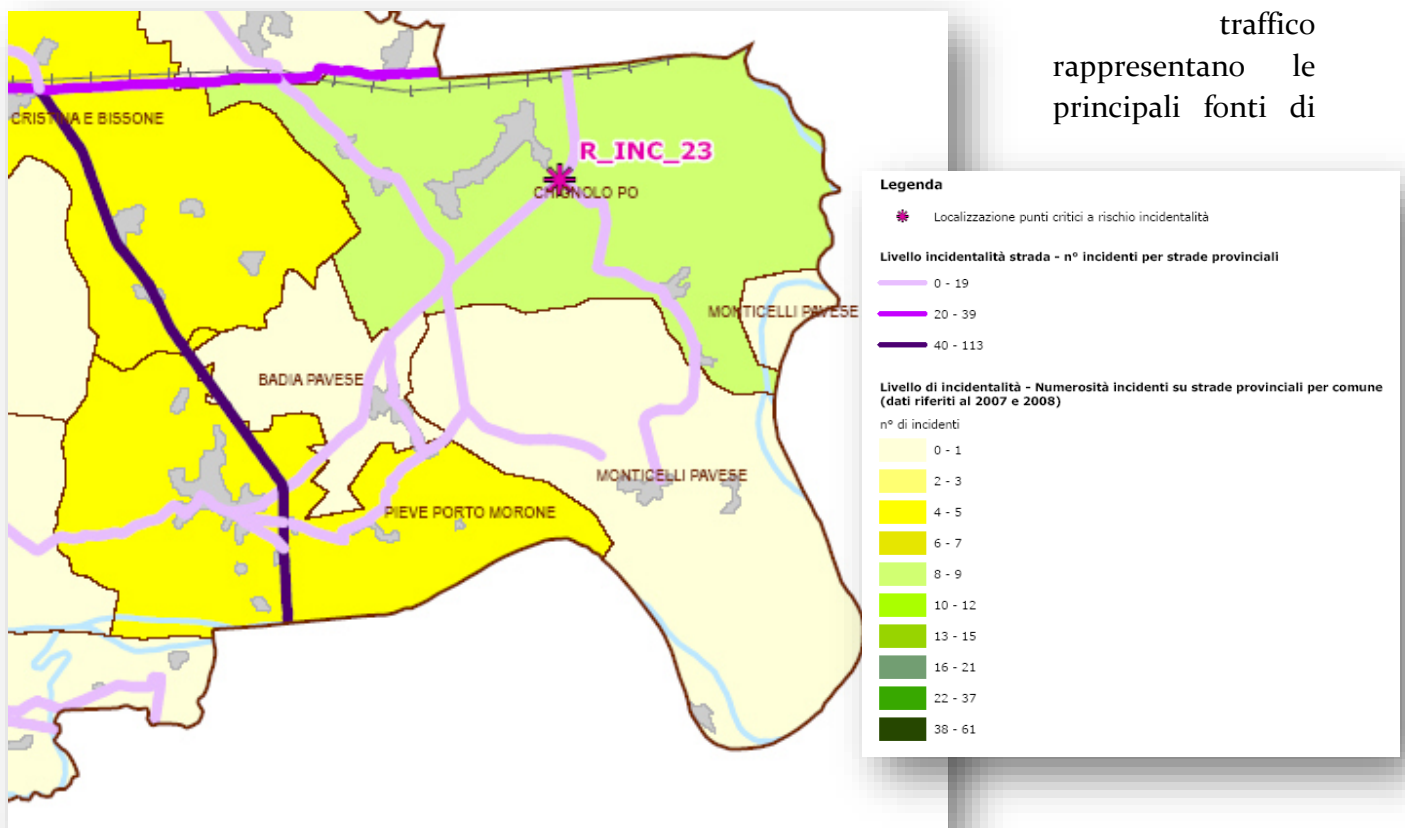 traffico
rappresentano le
principali fonti di
CRISTINA E BISSONE
R_INC_23
CHIGNOLO PO
MONTICELLI PAVESE
BADIA PAVESE
MONTICELLI PAVESE
PIEVE PORTO MORONE
Legenda
Localizzazione punti critici a rischio incidentalità
Livello incidentalità strada - n° incidenti per strade provinciali
0 - 19
20 - 39
40 - 113
Livello di incidentalità - Numerosità incidenti su strade provinciali per comune
(dati riferiti al 2007 e 2008)
n° di incidenti
0 - 1
2 - 3
4 - 5
6 - 7
8 - 9
10 - 12
13 - 15
16 - 21
22 - 37
38 - 61